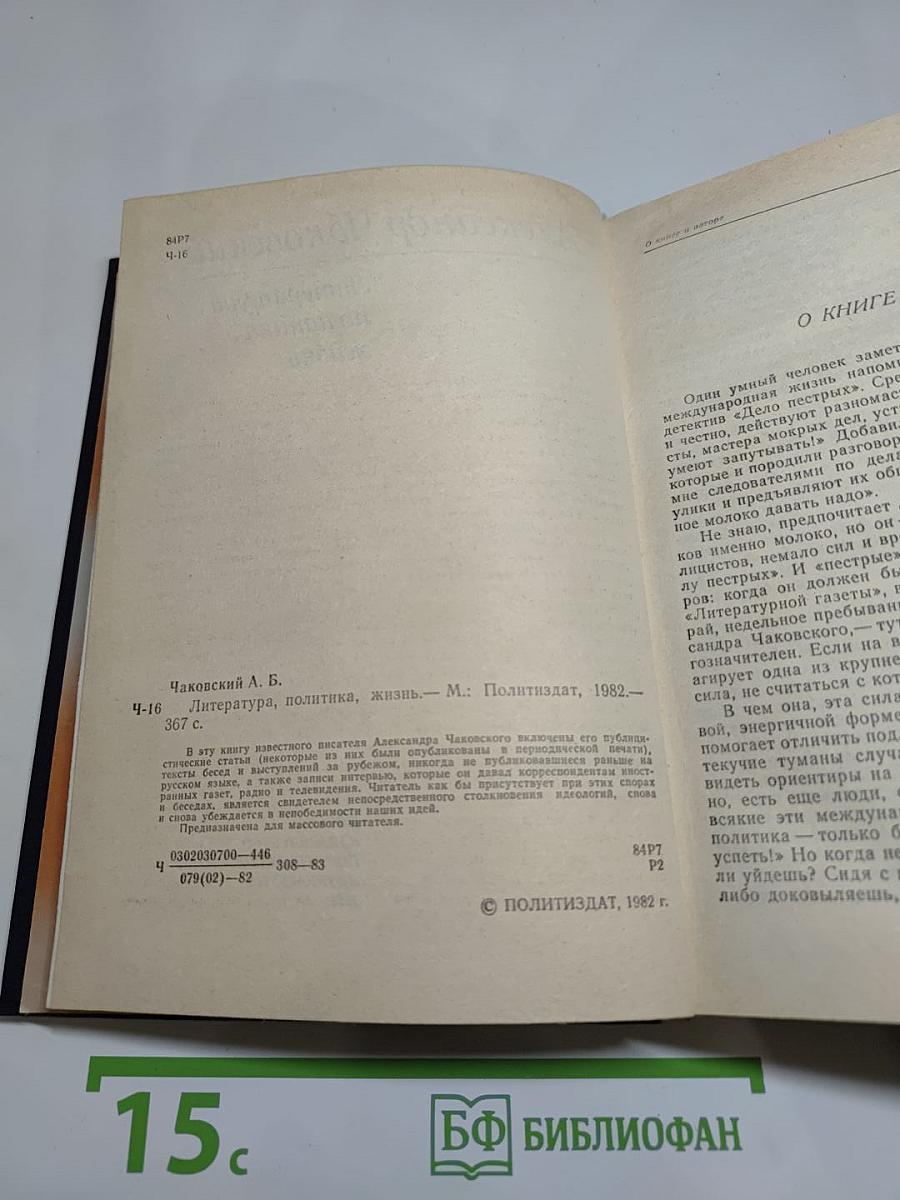 84Р7
Ч-16
Чаковский А. Б.
Ч-16 Литература, политика, жизнь.— М.: Политиздат, 1982.—
367 с.
В эту книгу известного писателя Александра Чаковского включены его публици-
стические статьи (некоторые из них были опубликованы в периодической печати),
тексты бесед и выступлений за рубежом, никогда не публиковавшиеся раньше на
русском языке, а также записи интервью, которые он давал корреспондентам иност-
ранных газет, радио и телевидения. Читатель как бы присутствует при этих спорах
и беседах, является свидетелем непосредственного столкновения идеологий, снова
и снова убеждается в непобедимости наших идей.
Предназначена для массового читателя.
Ч 0302030700—446 308—83
079(02)—82
84Р7
Р2
© ПОЛИТИЗДАТ, 1982 г.
О книге и авторе
О КНИГЕ
Один умный человек замет
международная жизнь напоми
детектив «Дело пестрых». Сре
и честно, действуют разномаст
сты, мастера мокрых дел, уст
умеют запутывать!» Добавил
которые и породили разговор
мне следователями по дела
улики и предъявляют их об
ное молоко давать надо».
Не знаю, предпочитает
ков именно молоко, но он
лицистов, немало сил и вр
лу пестрых». И «пестрые»
ров: когда он должен бы
«Литературной газеты», в
рай, недельное пребывани
сандра Чаковского,— тут
гозначителен. Если на в
агирует одна из крупне
сила, не считаться с кот
В чем она, эта сила
вой, энергичной форме
помогает отличить под
текучие туманы случа
видеть ориентиры на
но, есть еще люди,
всякие эти междунар
политика — только б
успеть!» Но когда не
ли уйдешь? Сидя с
либо доковыляешь,
15 с
БФ БИБЛИОФАН